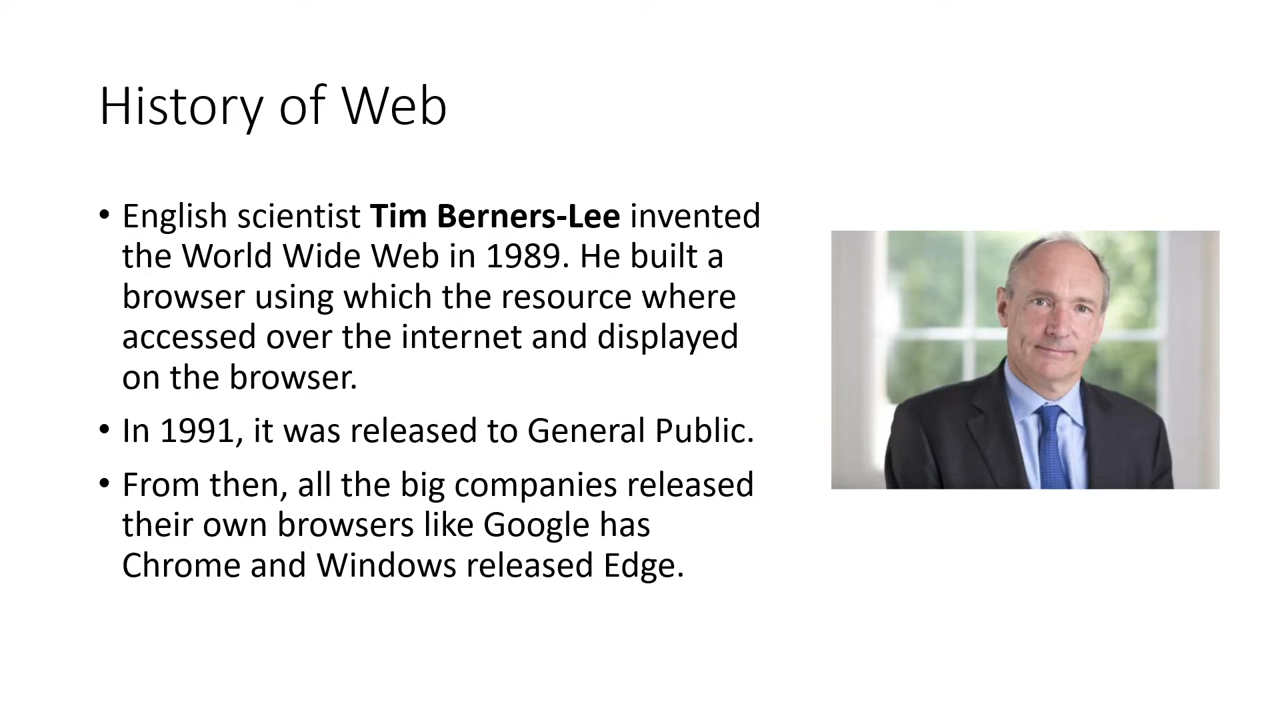 History of Web
• English scientist Tim Berners-Lee invented
the World Wide Web in 1989. He built a
browser using which the resource where
accessed over the internet and displayed
on the browser.
• In 1991, it was released to General Public.
• From then, all the big companies released
their own browsers like Google has
Chrome and Windows released Edge.